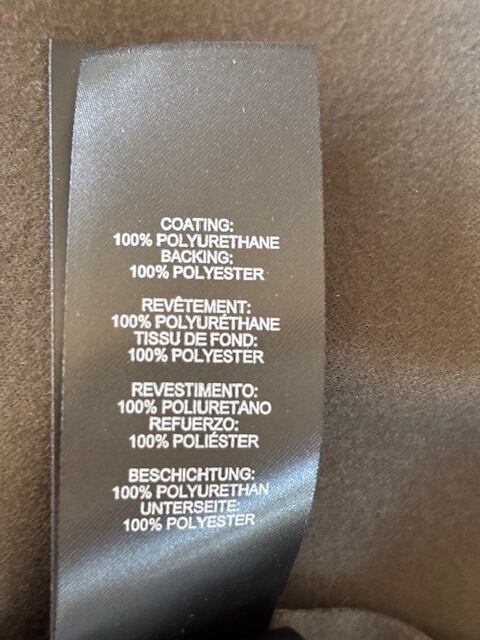 COATING:
100% POLYURETHANE
BACKING:
100% POLYESTER
REVÊTEMENT:
100% POLYURÉTHANE
TISSU DE FOND:
100% POLYESTER
REVESTIMENTO:
100% POLIURETANO
REFUERZO:
100% POLIÉSTER
BESCHICHTUNG:
100% POLYURETHAN
UNTERSEITE:
100% POLYESTER